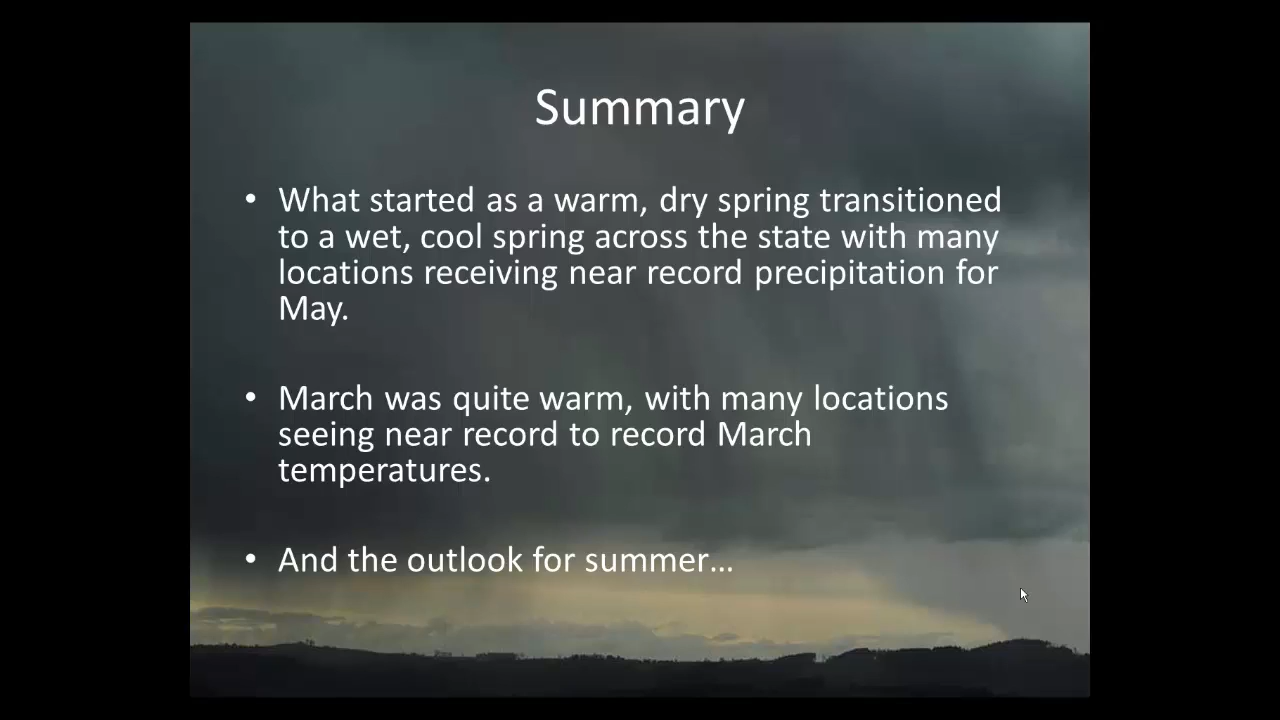 Summary
• What started as a warm, dry spring transitioned
to a wet, cool spring across the state with many
locations receiving near record precipitation for
May.
• March was quite warm, with many locations
seeing near record to record March
temperatures.
• And the outlook for summer…